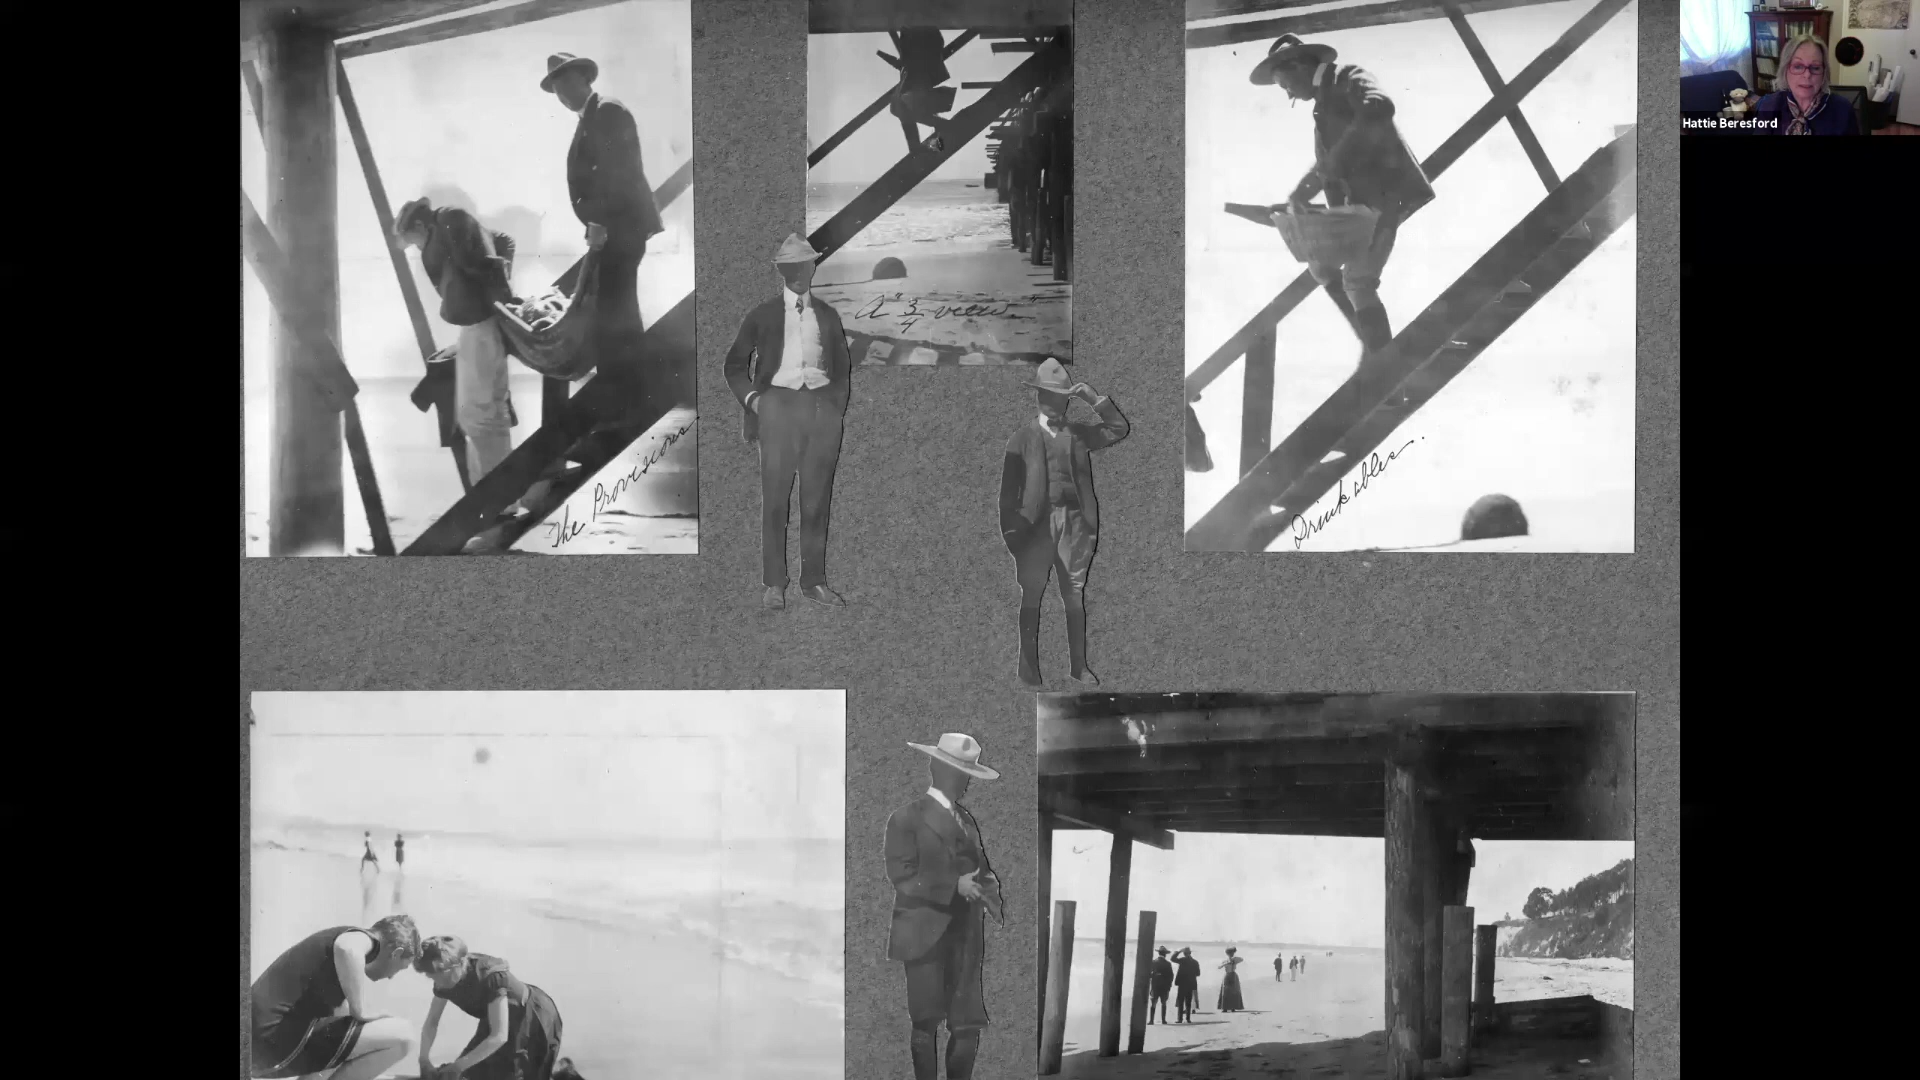 Hattie Beresford
A "3/4 view."
The Provisions
Drinkables.